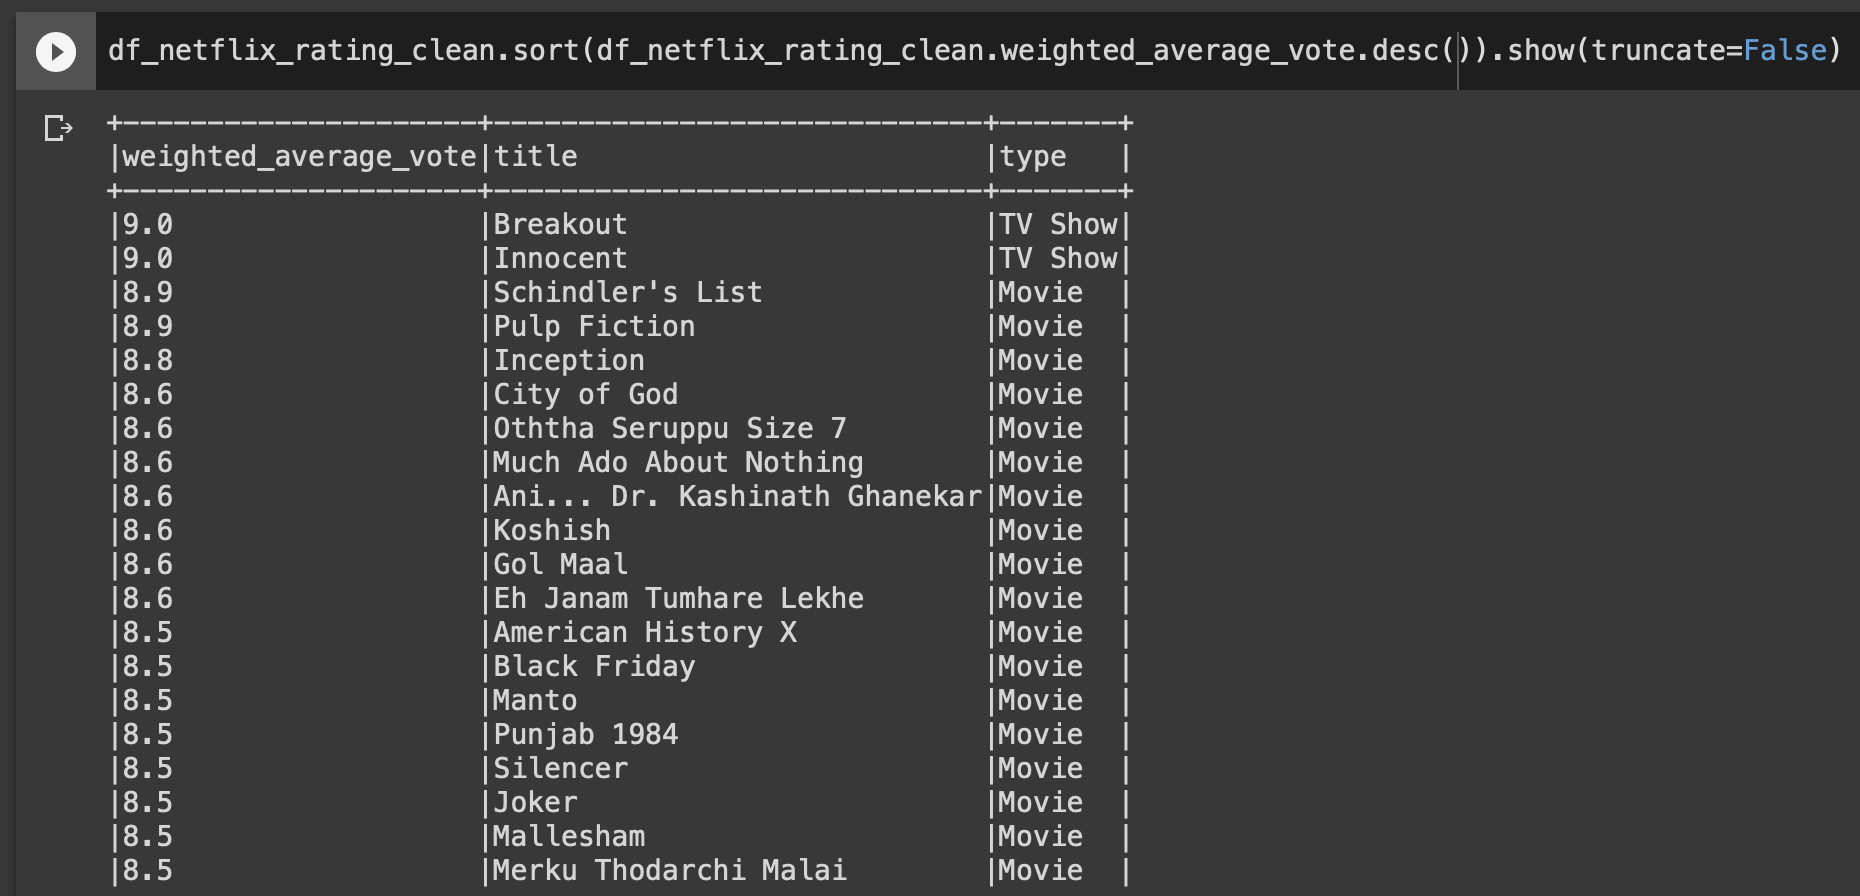 df_netflix_rating_clean.sort(df_netflix_rating_clean.weighted_average_vote.desc()).show(truncate=False)
+---------------------+-----------------------------+-------+
|weighted_average_vote|title                        |type   |
+---------------------+-----------------------------+-------+
|9.0                  |Breakout                     |TV Show|
|9.0                  |Innocent                     |TV Show|
|8.9                  |Schindler's List             |Movie  |
|8.9                  |Pulp Fiction                 |Movie  |
|8.8                  |Inception                    |Movie  |
|8.6                  |City of God                  |Movie  |
|8.6                  |Oththa Seruppu Size 7        |Movie  |
|8.6                  |Much Ado About Nothing       |Movie  |
|8.6                  |Ani... Dr. Kashinath Ghanekar|Movie  |
|8.6                  |Koshish                      |Movie  |
|8.6                  |Gol Maal                     |Movie  |
|8.6                  |Eh Janam Tumhare Lekhe       |Movie  |
|8.5                  |American History X           |Movie  |
|8.5                  |Black Friday                 |Movie  |
|8.5                  |Manto                        |Movie  |
|8.5                  |Punjab 1984                  |Movie  |
|8.5                  |Silencer                     |Movie  |
|8.5                  |Joker                        |Movie  |
|8.5                  |Mallesham                    |Movie  |
|8.5                  |Merku Thodarchi Malai        |Movie  |